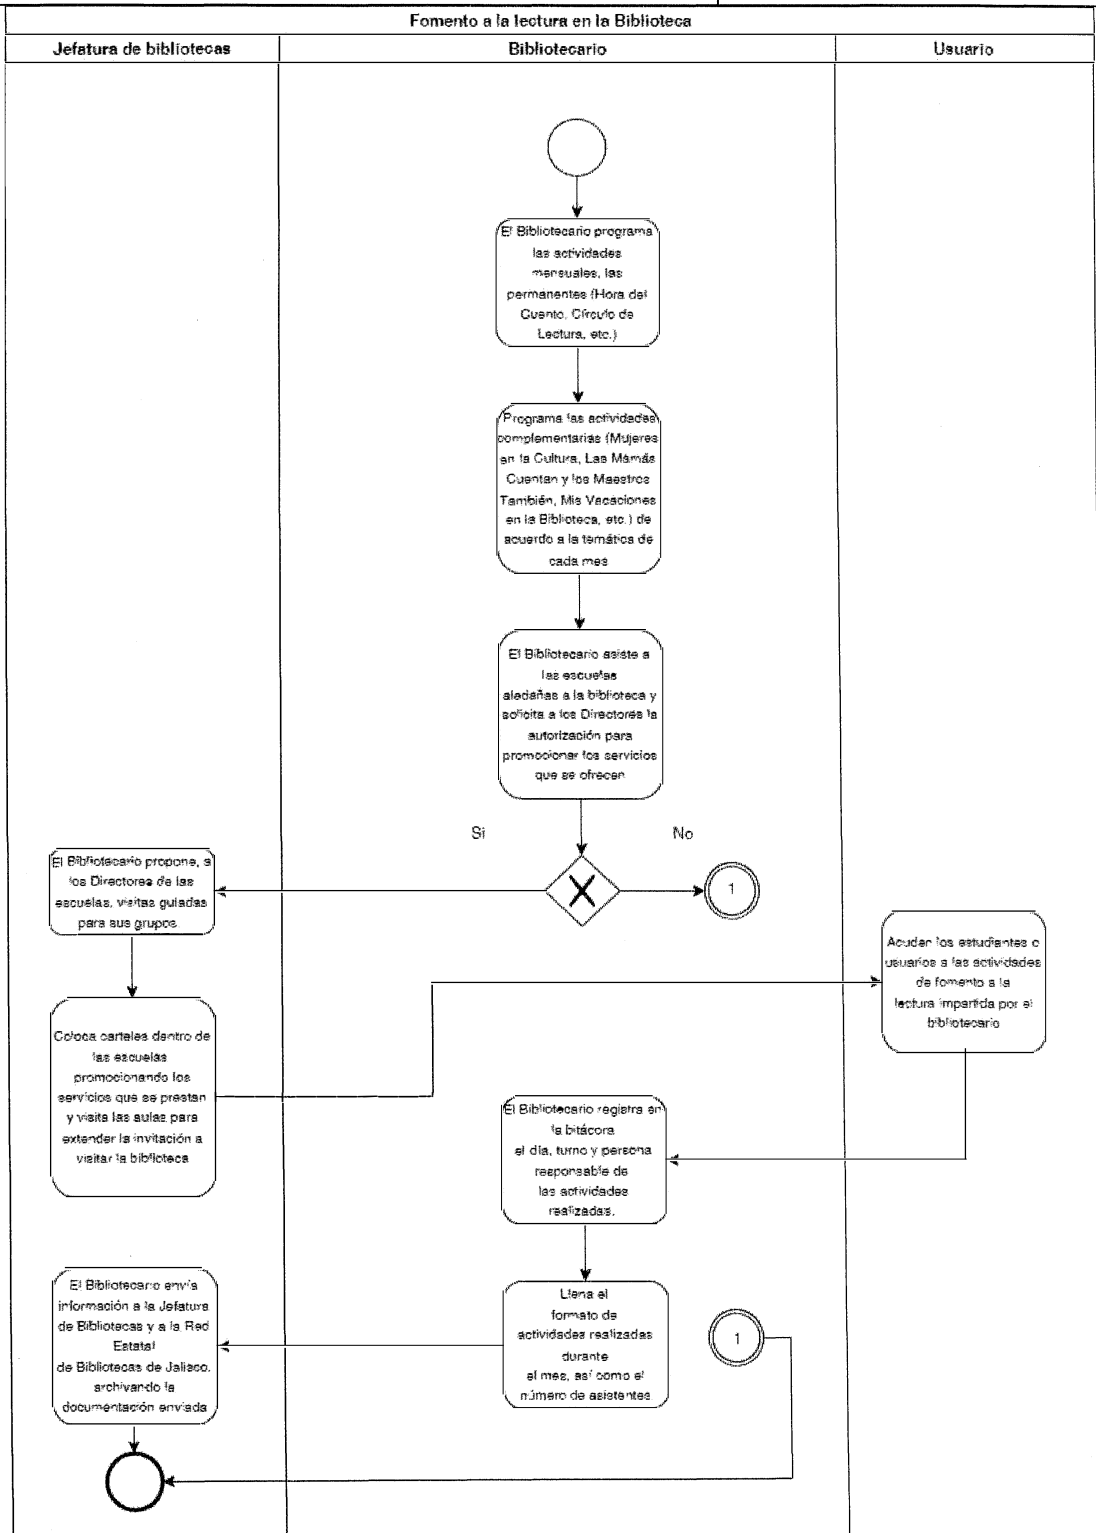 Fomento a la lectura en la Biblioteca
Jefatura de bibliotecas
Bibliotecario
Usuario
El Bibliotecario programa
las actividades
mensuales, las
permanentes (Hora del
Cuento, Círculo de
Lectura, etc.)
Programa las actividades
complementarias (Mujeres
en la Cultura, Las Mamás
Cuentan y los Maestros
También, Mis Vacaciones
en la Biblioteca, etc.) de
acuerdo a la temática de
cada mes
El Bibliotecario asiste a
las escuelas
aledañas a la biblioteca y
solicita a los Directores la
autorización para
promocionar los servicios
que se ofrecen
Si
No
1
El Bibliotecario propone, a
los Directores de las
escuelas, visitas guiadas
para sus grupos
Coloca carteles dentro de
las escuelas
promocionando los
servicios que se prestan
y visita las aulas para
extender la invitación a
visitar la biblioteca
Acuden los estudiantes o
usuarios a las actividades
de fomento a la
lectura impartida por el
bibliotecario
El Bibliotecario registra en
la bitácora
el día, turno y persona
responsable de
las actividades
realizadas.
Llena el
formato de
actividades realizadas
durante
el mes, así como el
número de asistentes
1
El Bibliotecario envía
información a la Jefatura
de Bibliotecas y a la Red
Estatal
de Bibliotecas de Jalisco,
archivando la
documentación enviada